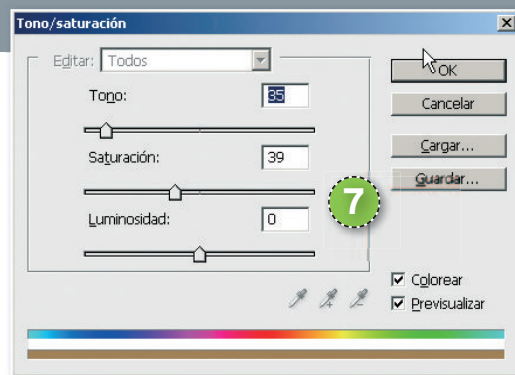 Tono/saturación
Editar: Todos
OK
Tono: 35
Cancelar
Saturación: 39
Cargar...
Guardar...
7
Luminosidad: 0
Colorear
Previsualizar